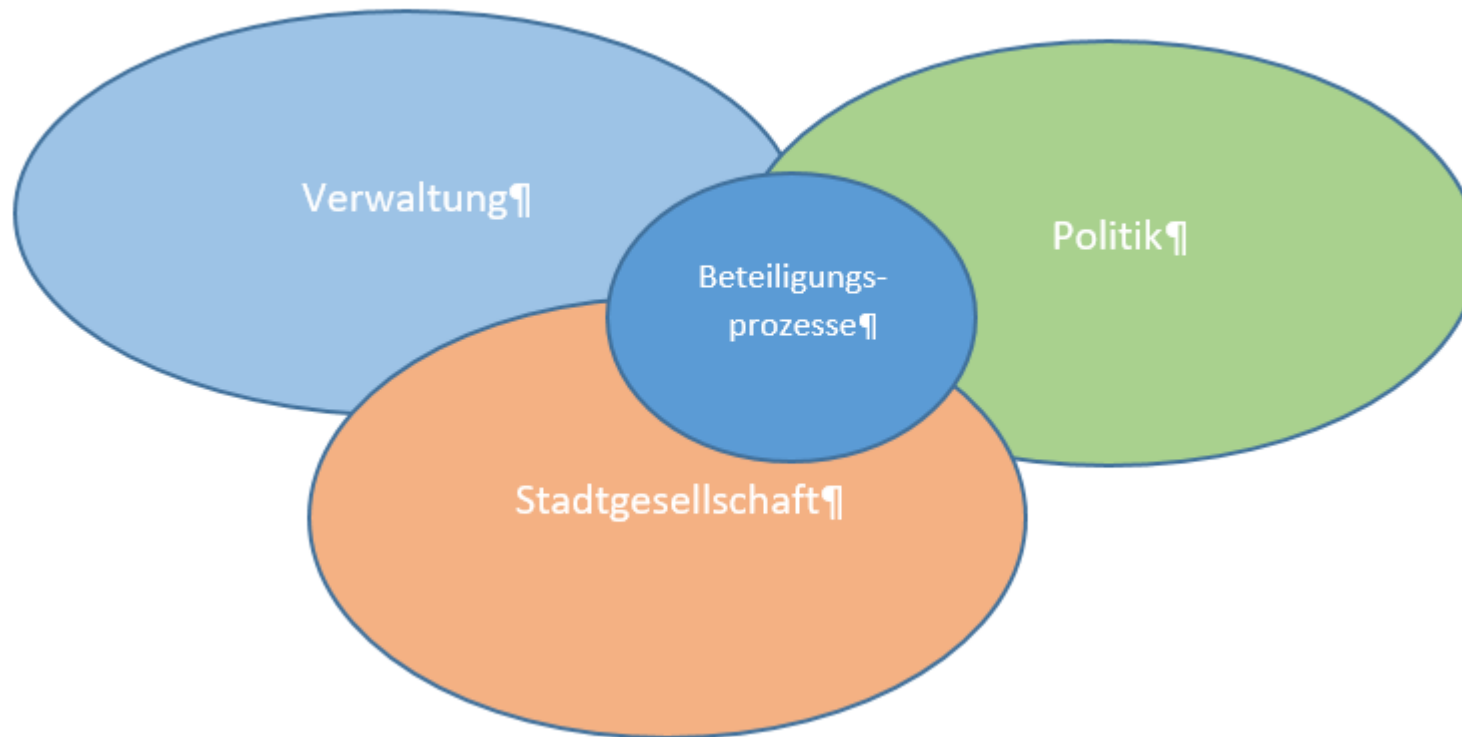 Verwaltung¶
Politik¶
Beteiligungs-
prozesse¶
Stadtgesellschaft¶